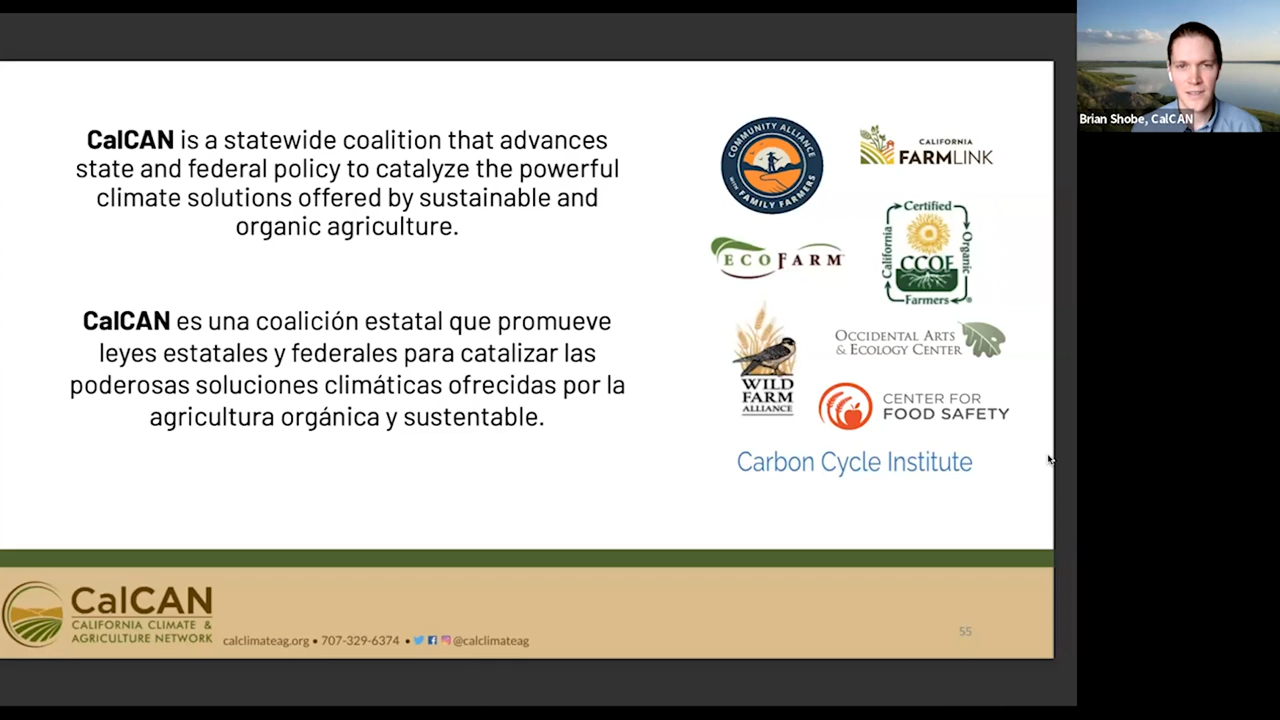 CalCAN is a statewide coalition that advances
state and federal policy to catalyze the powerful
climate solutions offered by sustainable and
organic agriculture.
CalCAN es una coalición estatal que promueve
leyes estatales y federales para catalizar las
poderosas soluciones climáticas ofrecidas por la
agricultura orgánica y sustentable.
COMMUNITY ALLIANCE
WITH
FAMILY FARMERS
CALIFORNIA
FARMLINK
ECOFARM
Certified
California
Organic
CCOF
Farmers
®
WILD
FARM
ALLIANCE
OCCIDENTAL ARTS
& ECOLOGY CENTER
CENTER FOR
FOOD SAFETY
Carbon Cycle Institute
CalCAN
CALIFORNIA CLIMATE &
AGRICULTURE NETWORK
calclimateag.org • 707-329-6374 • @calclimateag
55
Brian Shobe, CalCAN